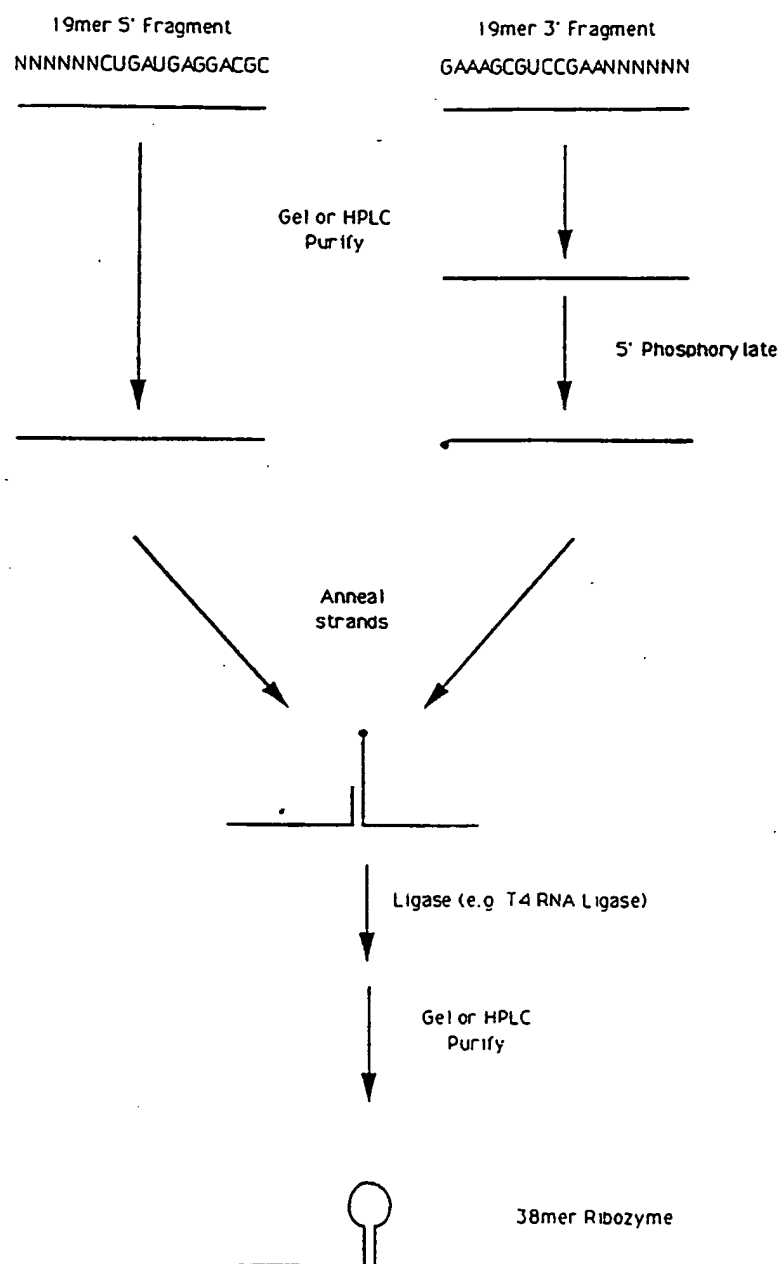 19mer 5' Fragment
NNNNNNCUGAUGAGGACGC
19mer 3' Fragment
GAAAGCGUCCGAANNNNNN
Gel or HPLC
Purify
5' Phosphorylate
Anneal
strands
Ligase (e.g T4 RNA Ligase)
Gel or HPLC
Purify
38mer Ribozyme